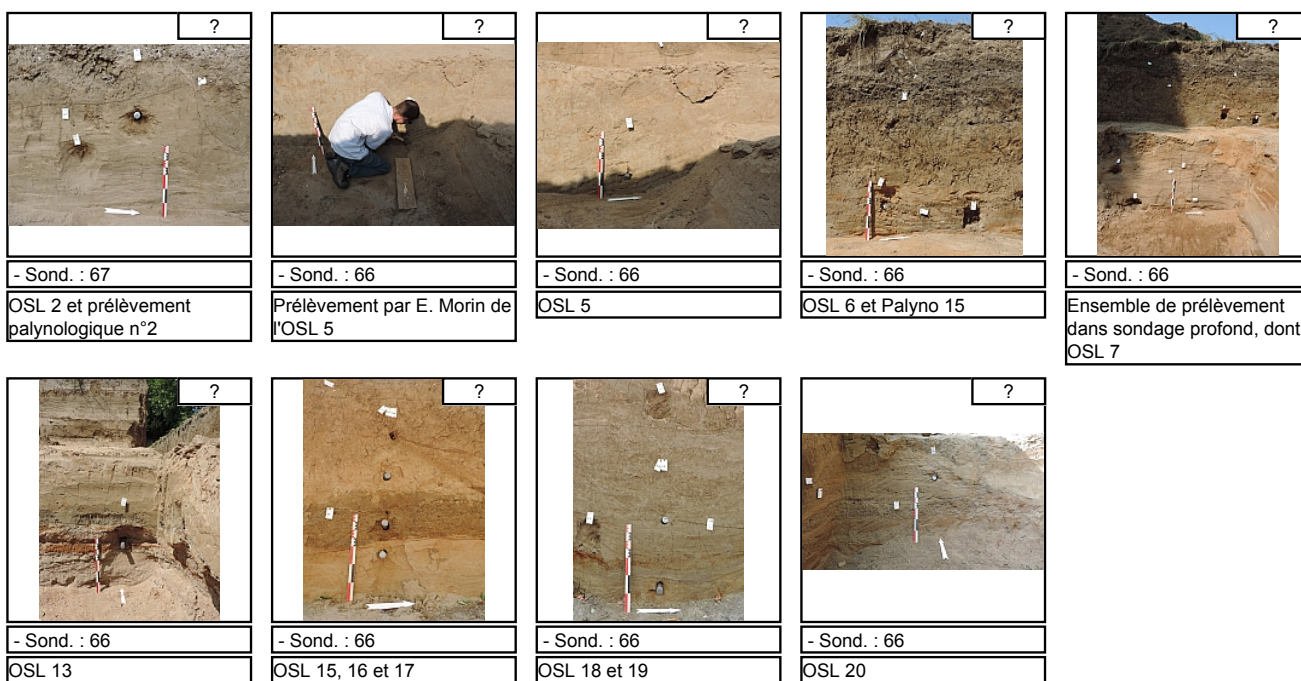 ? ? ? ? ?
- Sond. : 67 - Sond. : 66 - Sond. : 66 - Sond. : 66 - Sond. : 66
OSL 2 et prélèvement
palynologique n°2
Prélèvement par E. Morin de
l'OSL 5
OSL 5
OSL 6 et Palyno 15
Ensemble de prélèvement
dans sondage profond, dont
OSL 7
? ? ? ?
- Sond. : 66 - Sond. : 66 - Sond. : 66 - Sond. : 66
OSL 13
OSL 15, 16 et 17
OSL 18 et 19
OSL 20